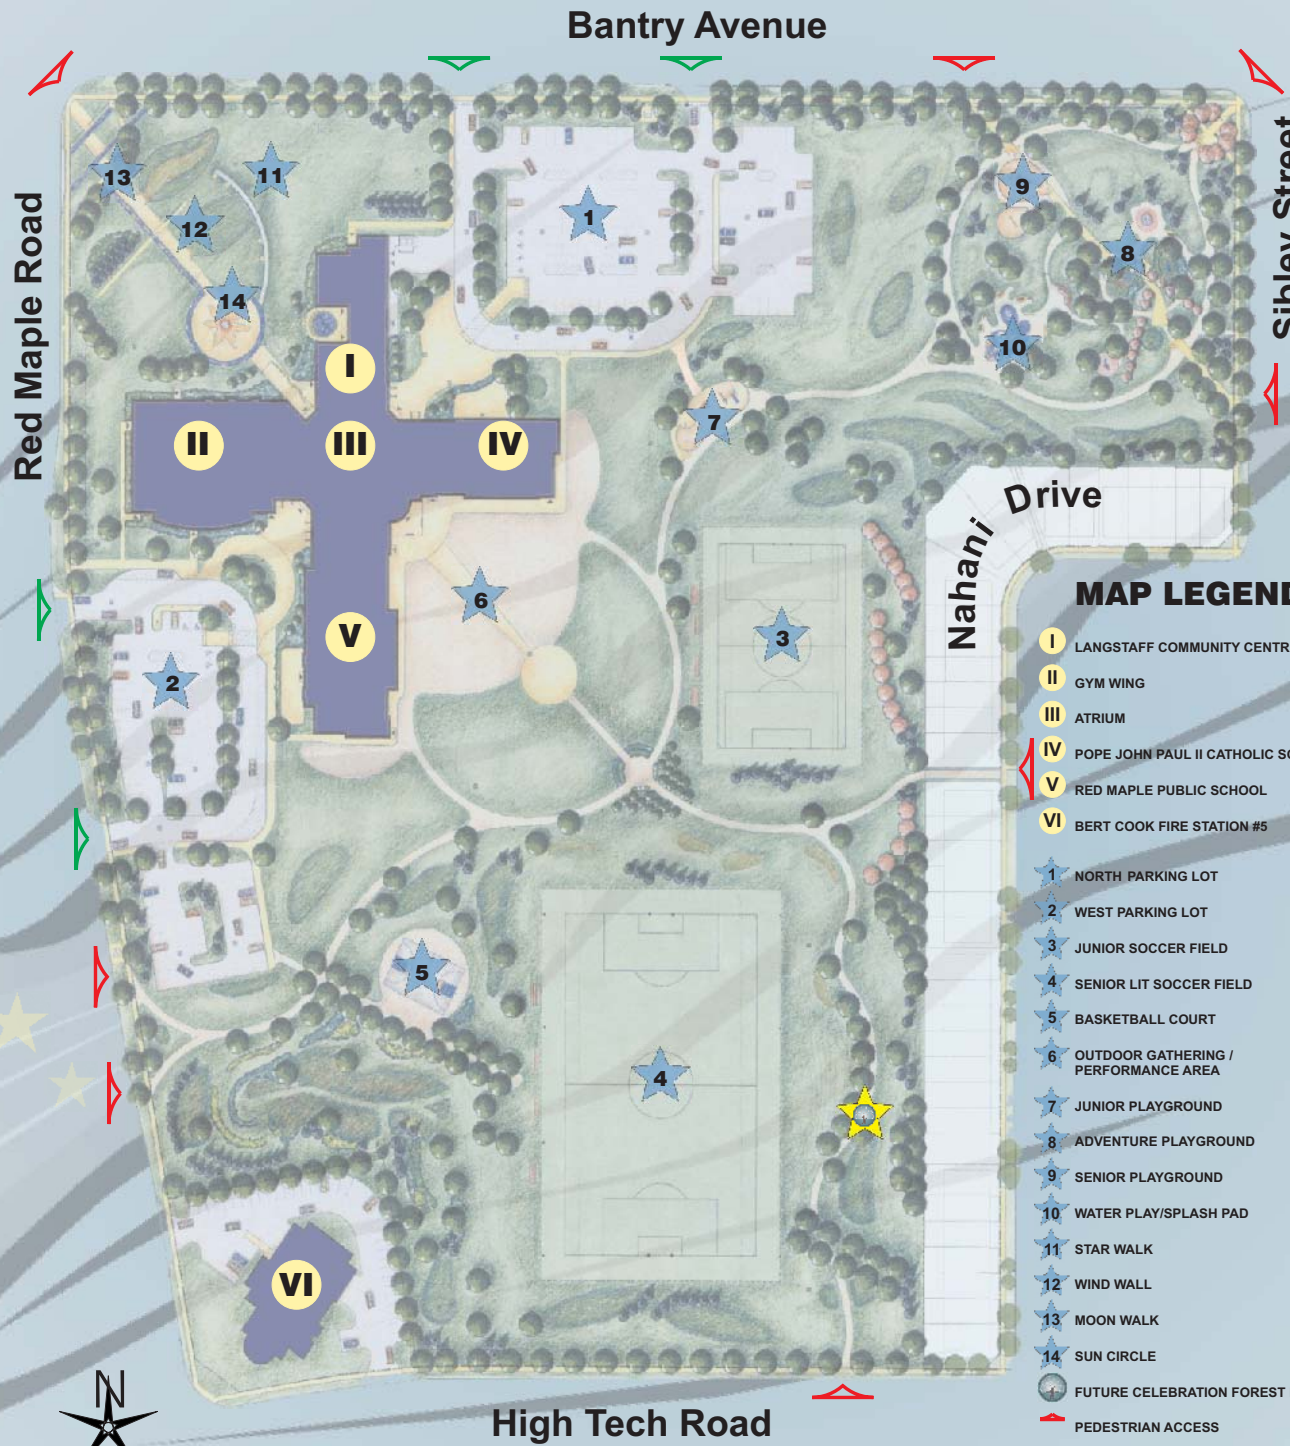 Bantry Avenue
Red Maple Road
Sibley Street
13
11
12
14
1
9
8
10
7
I
II
III
IV
V
6
3
2
5
4
VI
Nahani Drive
N
High Tech Road
MAP LEGEND
I LANGSTAFF COMMUNITY CENTR
II GYM WING
III ATRIUM
IV POPE JOHN PAUL II CATHOLIC SC
V RED MAPLE PUBLIC SCHOOL
VI BERT COOK FIRE STATION #5
1 NORTH PARKING LOT
2 WEST PARKING LOT
3 JUNIOR SOCCER FIELD
4 SENIOR LIT SOCCER FIELD
5 BASKETBALL COURT
6 OUTDOOR GATHERING /
PERFORMANCE AREA
7 JUNIOR PLAYGROUND
8 ADVENTURE PLAYGROUND
9 SENIOR PLAYGROUND
10 WATER PLAY/SPLASH PAD
11 STAR WALK
12 WIND WALL
13 MOON WALK
14 SUN CIRCLE
FUTURE CELEBRATION FOREST
PEDESTRIAN ACCESS